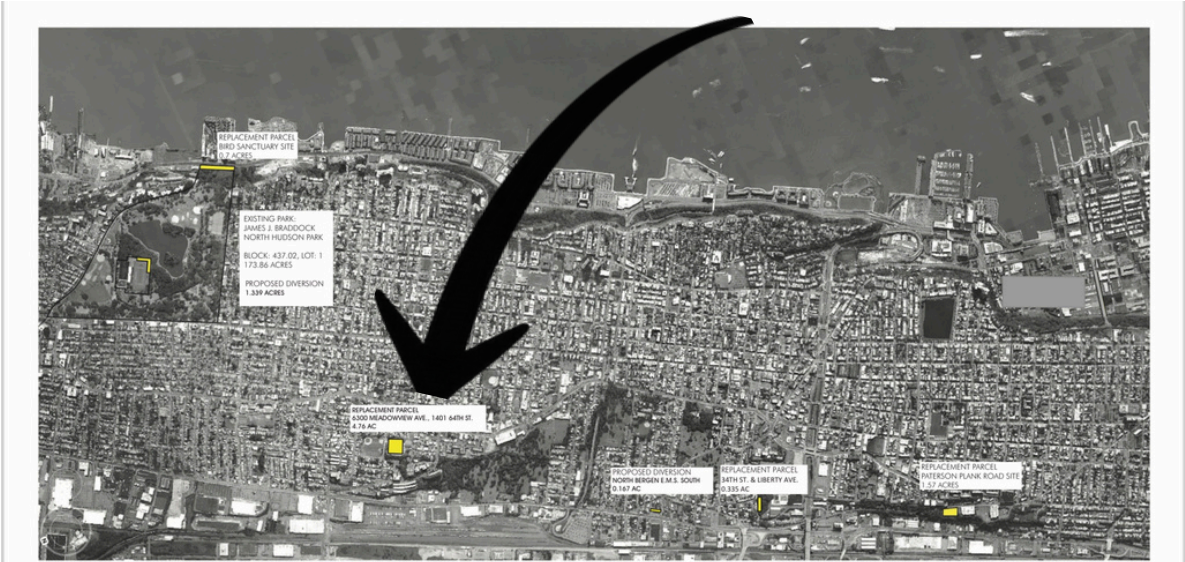 REPLACEMENT PARCEL
BIRD SANCTUARY SITE
0.7 ACRES
EXISTING PARK:
JAMES J. BRADDOCK
NORTH HUDSON PARK
BLOCK: 437.02, LOT: 1
173.86 ACRES
PROPOSED DIVERSION
1.339 ACRES
REPLACEMENT PARCEL
6300 MEADOWVIEW AVE., 1401 64TH ST.
4.76 AC
PROPOSED DIVERSION
NORTH BERGEN E.M.S. SOUTH
0.167 AC
REPLACEMENT PARCEL
34TH ST. & LIBERTY AVE.
0.335 AC
REPLACEMENT PARCEL
PATERSON PLANK ROAD SITE
1.57 ACRES